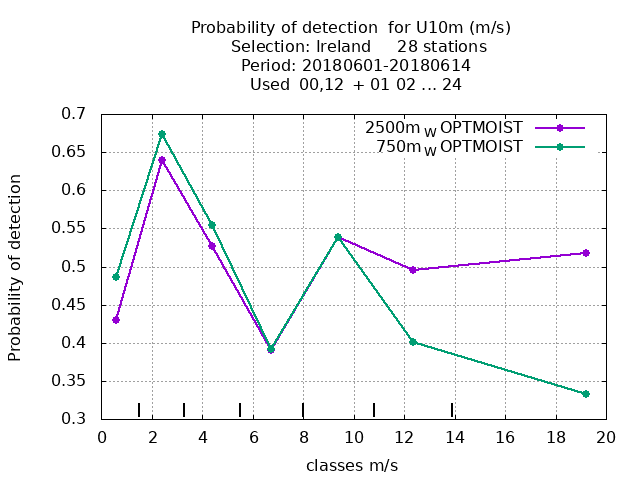 Probability of detection for U10m (m/s)
Selection: Ireland 28 stations
Period: 20180601-20180614
Used 00,12 + 01 02 ... 24
0.7
0.65
0.6
0.55
0.5
0.45
0.4
0.35
0.3
Probability of detection
2500m W OPTMOIST
750m W OPTMOIST
0 2 4 6 8 10 12 14 16 18 20
classes m/s